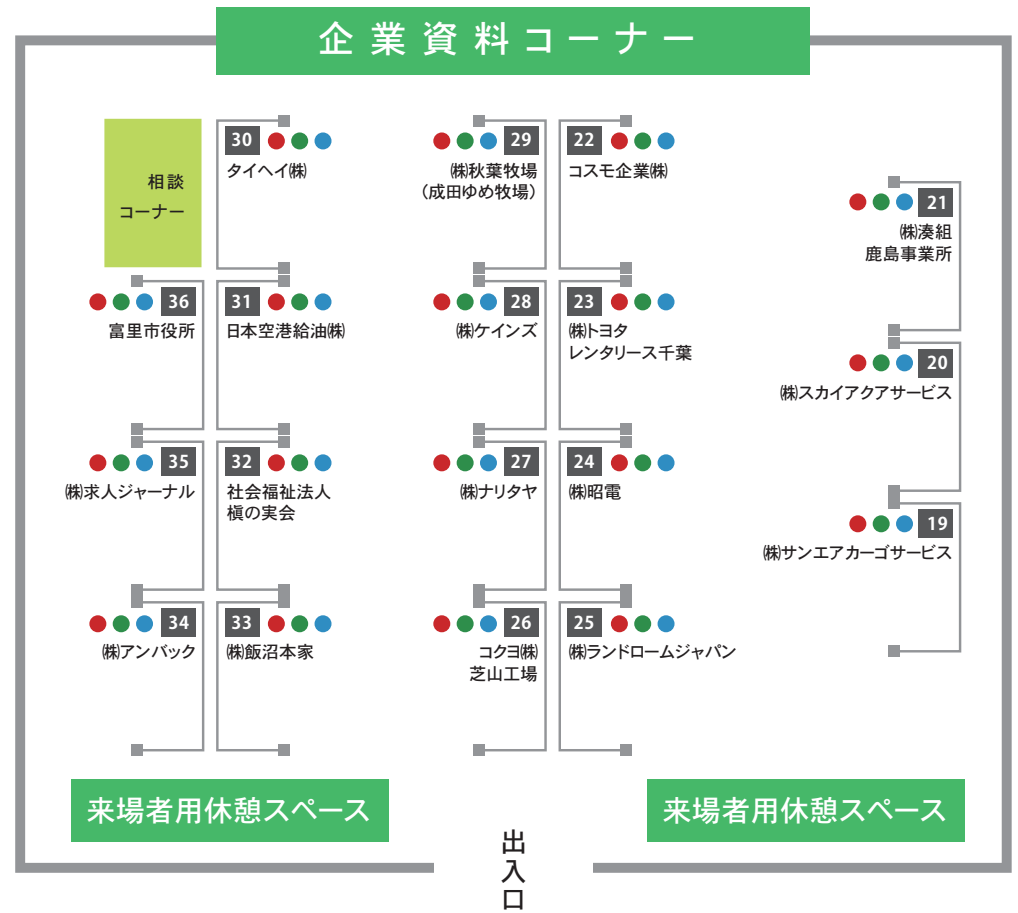 企業資料コーナー
相談
コーナー
30
タイヘイ㈱
29
㈱秋葉牧場
（成田ゆめ牧場）
22
コスモ企業㈱
21
㈱湊組
鹿島事業所
36
富里市役所
31
日本空港給油㈱
28
㈱ケインズ
23
㈱トヨタ
レンタリース千葉
20
㈱スカイアクアサービス
35
㈱求人ジャーナル
32
社会福祉法人
槇の実会
27
㈱ナリタヤ
24
㈱昭電
19
㈱サンエアカーゴサービス
34
㈱アンバック
33
㈱飯沼本家
26
コクヨ㈱
芝山工場
25
㈱ランドロームジャパン
来場者用休憩スペース
来場者用休憩スペース
出入口